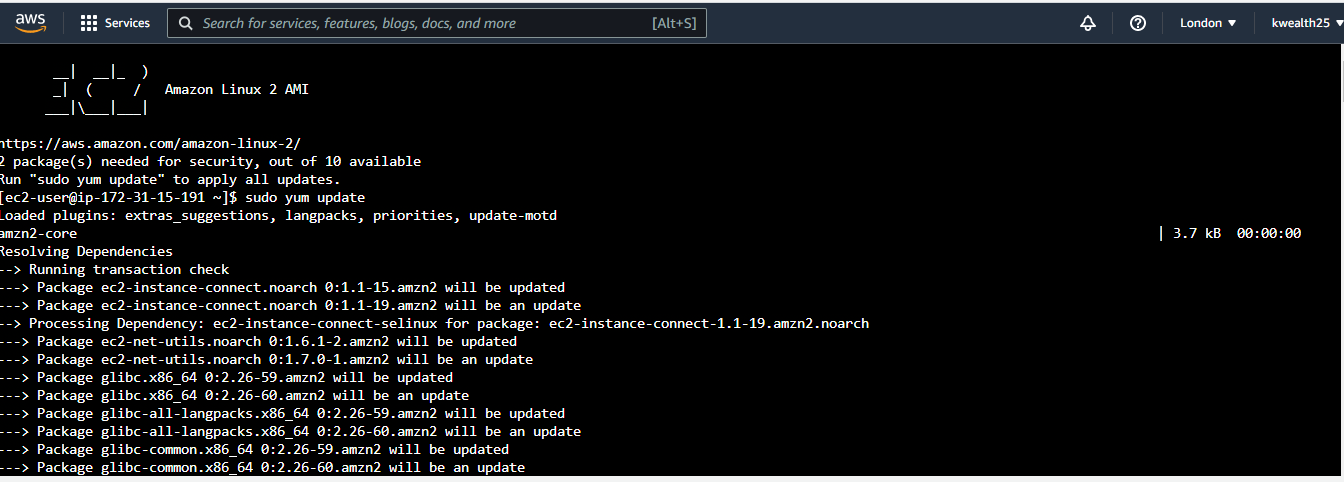 aws Services Search for services, features, blogs, docs, and more [Alt+S] London kwealth25
__|  __|_  )
_|  (     /   Amazon Linux 2 AMI
___|\___|___|
https://aws.amazon.com/amazon-linux-2/
2 package(s) needed for security, out of 10 available
Run "sudo yum update" to apply all updates.
[ec2-user@ip-172-31-15-191 ~]$ sudo yum update
Loaded plugins: extras_suggestions, langpacks, priorities, update-motd
amzn2-core | 3.7 kB 00:00:00
Resolving Dependencies
--> Running transaction check
---> Package ec2-instance-connect.noarch 0:1.1-15.amzn2 will be updated
---> Package ec2-instance-connect.noarch 0:1.1-19.amzn2 will be an update
--> Processing Dependency: ec2-instance-connect-selinux for package: ec2-instance-connect-1.1-19.amzn2.noarch
---> Package ec2-net-utils.noarch 0:1.6.1-2.amzn2 will be updated
---> Package ec2-net-utils.noarch 0:1.7.0-1.amzn2 will be an update
---> Package glibc.x86_64 0:2.26-59.amzn2 will be updated
---> Package glibc.x86_64 0:2.26-60.amzn2 will be an update
---> Package glibc-all-langpacks.x86_64 0:2.26-59.amzn2 will be updated
---> Package glibc-all-langpacks.x86_64 0:2.26-60.amzn2 will be an update
---> Package glibc-common.x86_64 0:2.26-59.amzn2 will be updated
---> Package glibc-common.x86_64 0:2.26-60.amzn2 will be an update